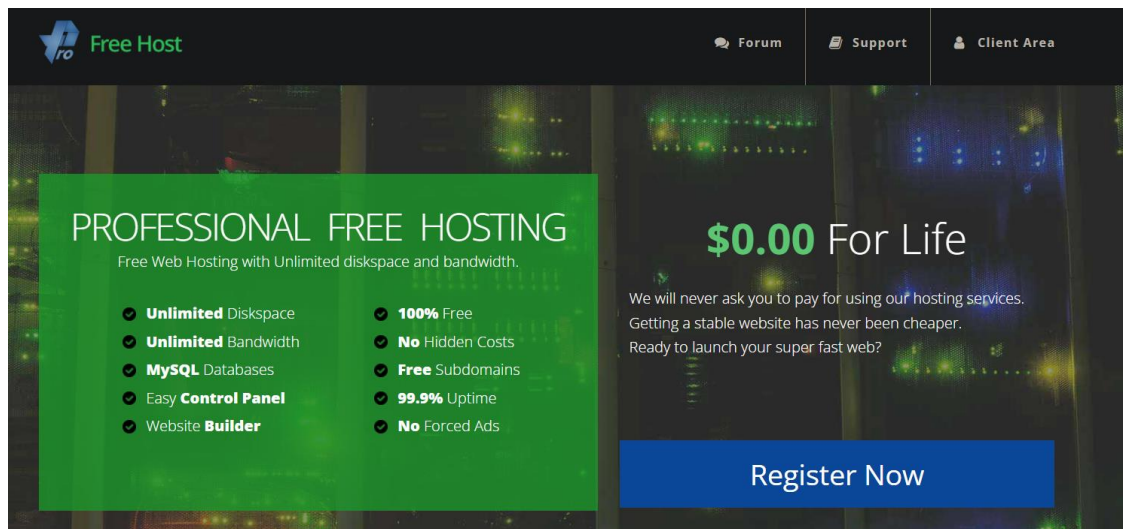 Pro Free Host
Forum
Support
Client Area
PROFESSIONAL FREE HOSTING
Free Web Hosting with Unlimited diskspace and bandwidth.
Unlimited Diskspace
Unlimited Bandwidth
MySQL Databases
Easy Control Panel
Website Builder
100% Free
No Hidden Costs
Free Subdomains
99.9% Uptime
No Forced Ads
$0.00 For Life
We will never ask you to pay for using our hosting services.
Getting a stable website has never been cheaper.
Ready to launch your super fast web?
Register Now